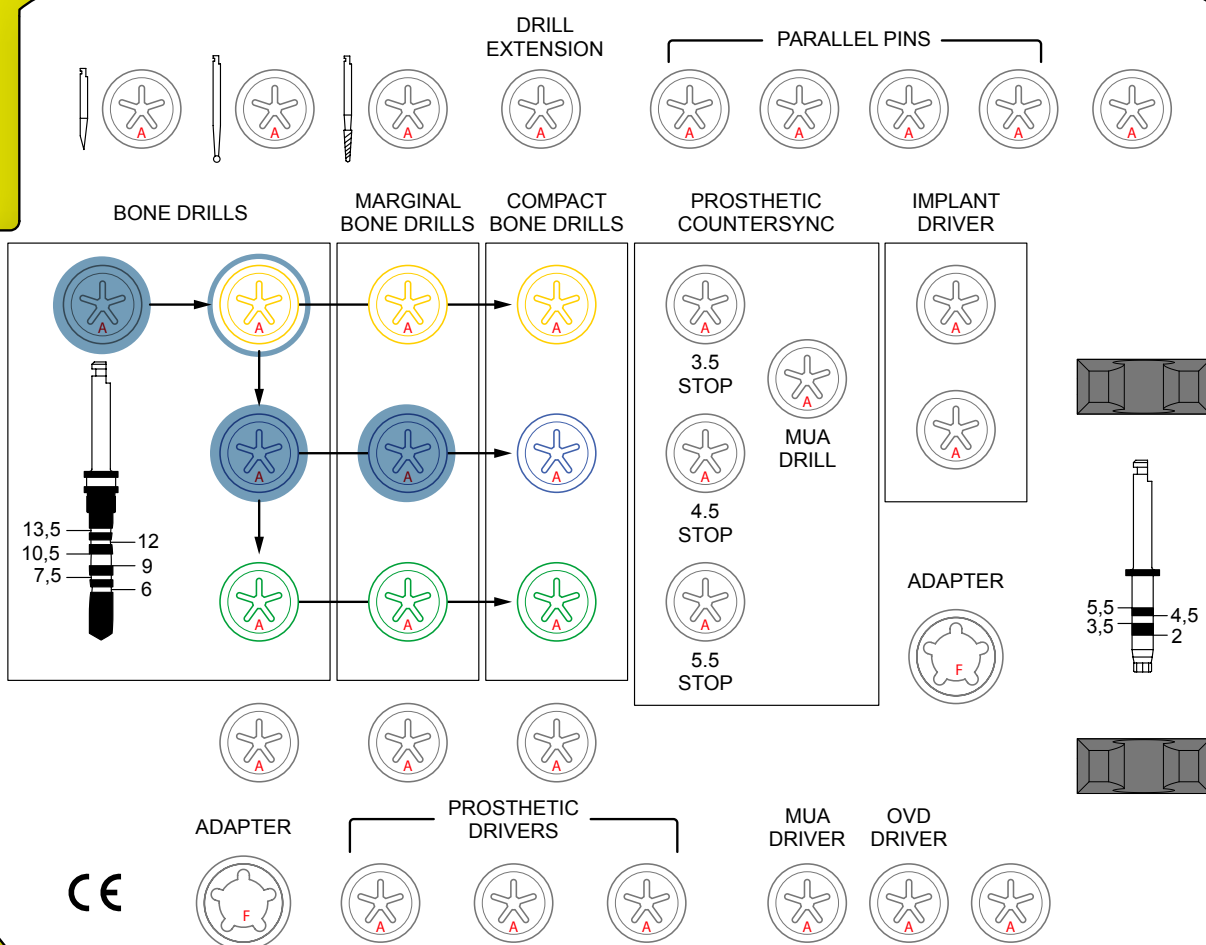 DRILL
EXTENSION
PARALLEL PINS
A A A A A A A A A
BONE DRILLS
MARGINAL
BONE DRILLS
COMPACT
BONE DRILLS
PROSTHETIC
COUNTERSYNC
IMPLANT
DRIVER
A A A A
A
3.5
STOP
A
MUA
DRILL
A
A
A A A
A
4.5
STOP
13,5
12
10,5
9
7,5
6
A A A
A
5.5
STOP
ADAPTER
F
5,5
4,5
3,5
2
A A A
ADAPTER
F
PROSTHETIC
DRIVERS
A A A
MUA
DRIVER
OVD
DRIVER
A A A
CE